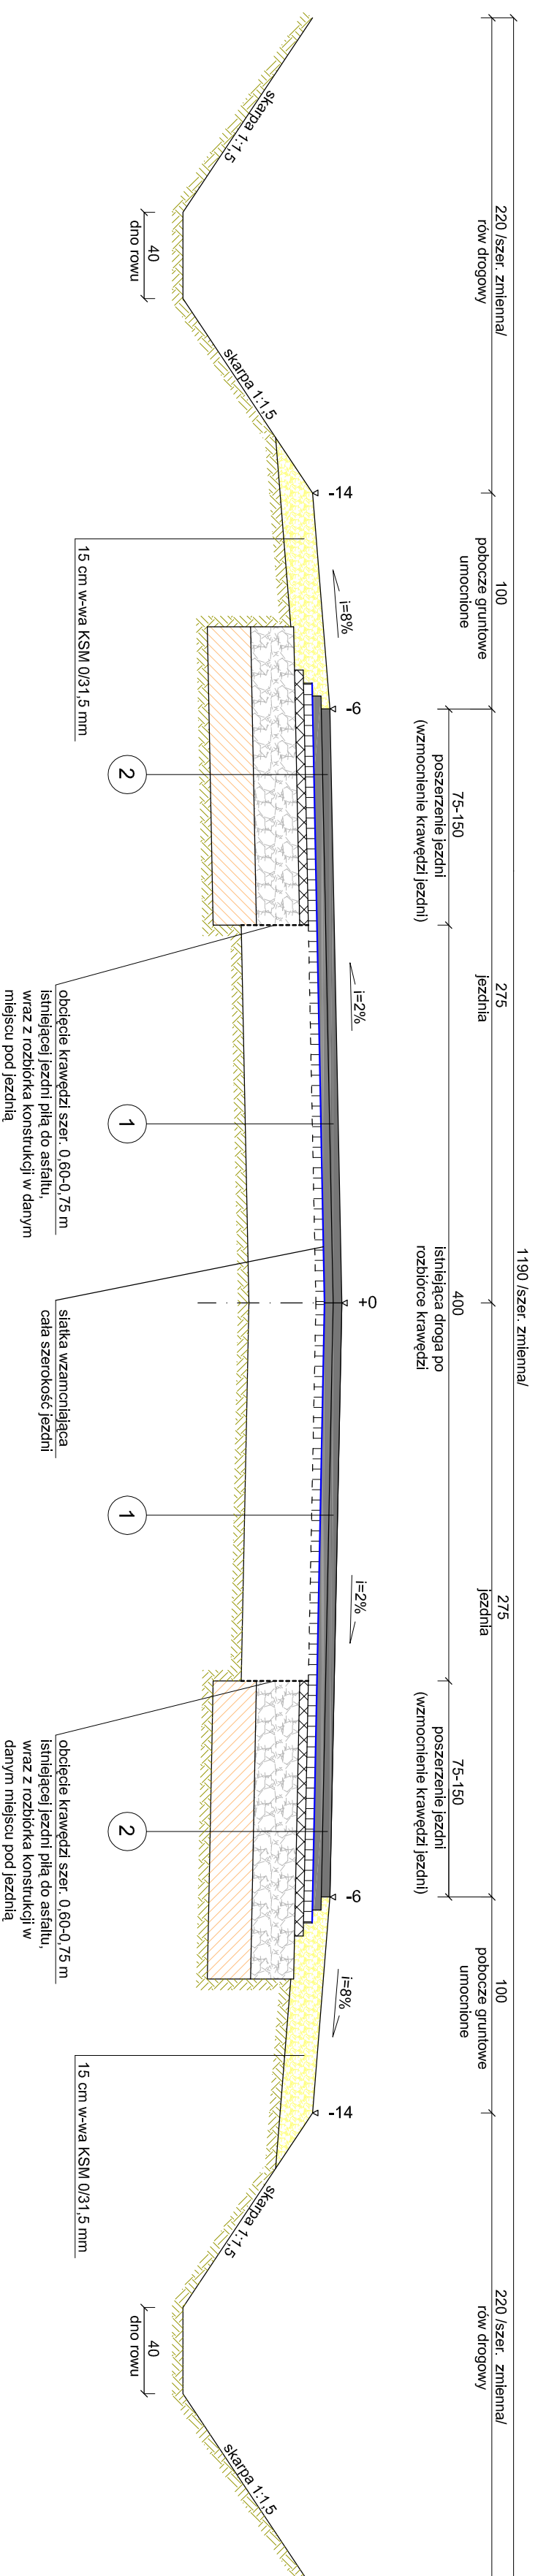 1190 /szer. zmienna/
220 /szer. zmienna/
rów drogowy
100
pobocze gruntowe
umocnione
275
jezdnia
275
jezdnia
100
pobocze gruntowe
umocnione
220 /szer. zmienna/
rów drogowy
75-150
poszerzenie jezdni
(wzmocnienie krawędzi jezdni)
400
istniejąca droga po
rozbiórce krawędzi
75-150
poszerzenie jezdni
(wzmocnienie krawędzi jezdni)
-14
i=8%
-6
i=2%
+0
i=2%
-6
i=8%
-14
skarpa 1:1,5
skarpa 1:1,5
skarpa 1:1,5
skarpa 1:1,5
40
dno rowu
40
dno rowu
15 cm w-wa KSM 0/31,5 mm
2
1
1
2
15 cm w-wa KSM 0/31,5 mm
obcięcie krawędzi szer. 0,60-0,75 m
istniejącej jezdni piłą do asfaltu,
wraz z rozbiórka konstrukcji w danym
miejscu pod jezdnią
siatka wzamcniająca
cała szerokość jezdni
obcięcie krawędzi szer. 0,60-0,75 m
istniejącej jezdni piłą do asfaltu,
wraz z rozbiórka konstrukcji w
danym miejscu pod jezdnią